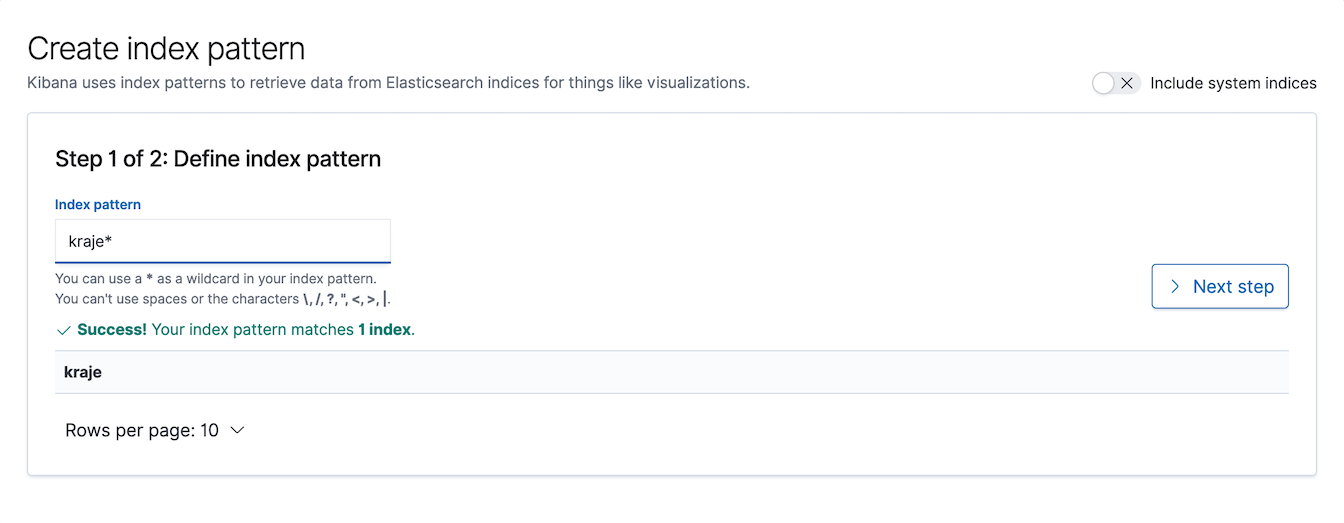 Create index pattern
Kibana uses index patterns to retrieve data from Elasticsearch indices for things like visualizations.
Include system indices
Step 1 of 2: Define index pattern
Index pattern
kraje*
You can use a * as a wildcard in your index pattern.
You can't use spaces or the characters \, /, ?, ", <, >, |.
Next step
Success! Your index pattern matches 1 index.
kraje
Rows per page: 10